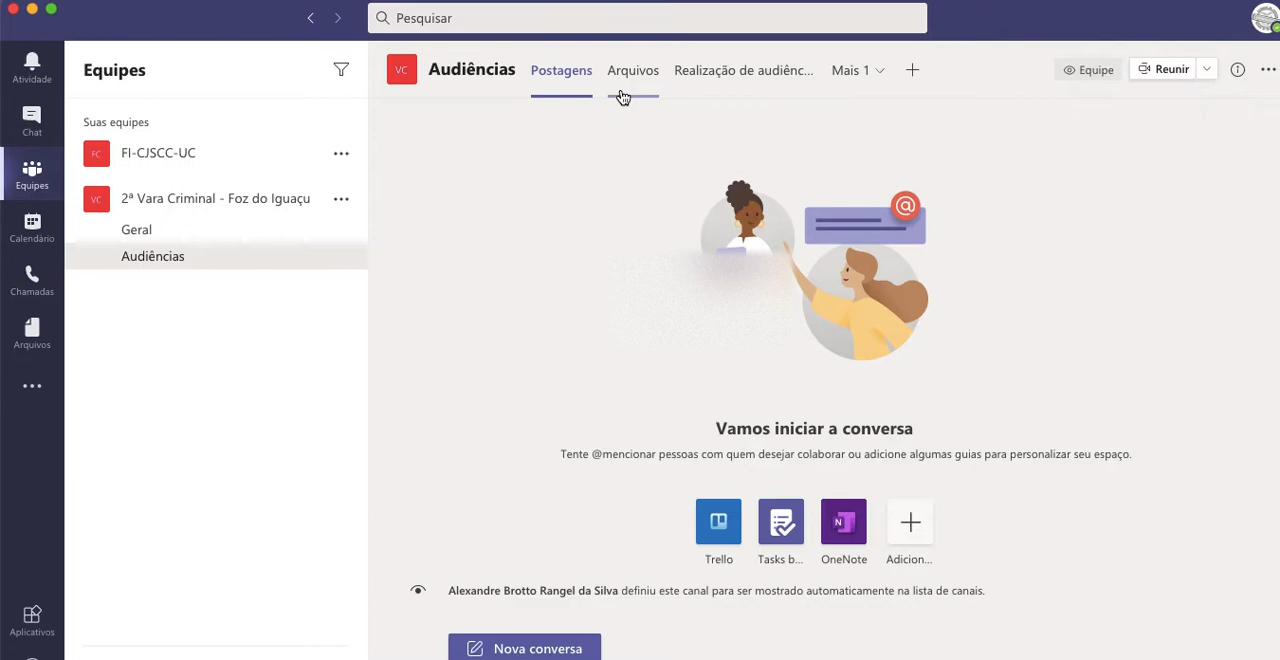 Pesquisar
Atividade
Chat
Equipes
Calendário
Chamadas
Arquivos
Aplicativos
Equipes
Suas equipes
FC FI-CJSCC-UC
VC 2ª Vara Criminal - Foz do Iguaçu
Geral
Audiências
VC Audiências Postagens Arquivos Realização de audiênc... Mais 1 Equipe Reunir
@
Vamos iniciar a conversa
Tente @mencionar pessoas com quem desejar colaborar ou adicione algumas guias para personalizar seu espaço.
N
Trello Tasks b... OneNote Adicion...
Alexandre Brotto Rangel da Silva definiu este canal para ser mostrado automaticamente na lista de canais.
Nova conversa